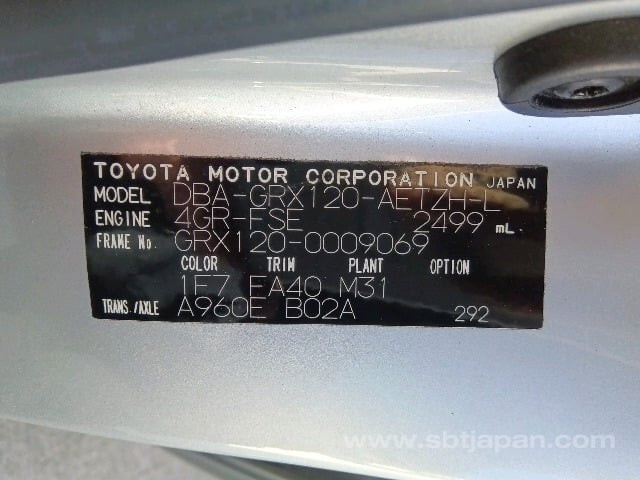 TOYOTA MOTOR CORPORATION JAPAN
MODEL DBA-GRX120-AETZH-L
ENGINE 4GR-FSE 2499 mL
FRAME No. GRX120-0009069
COLOR TRIM PLANT OPTION
1F7 FA40 M31
TRANS./AXLE A960E B02A 292
www.sbtjapan.com